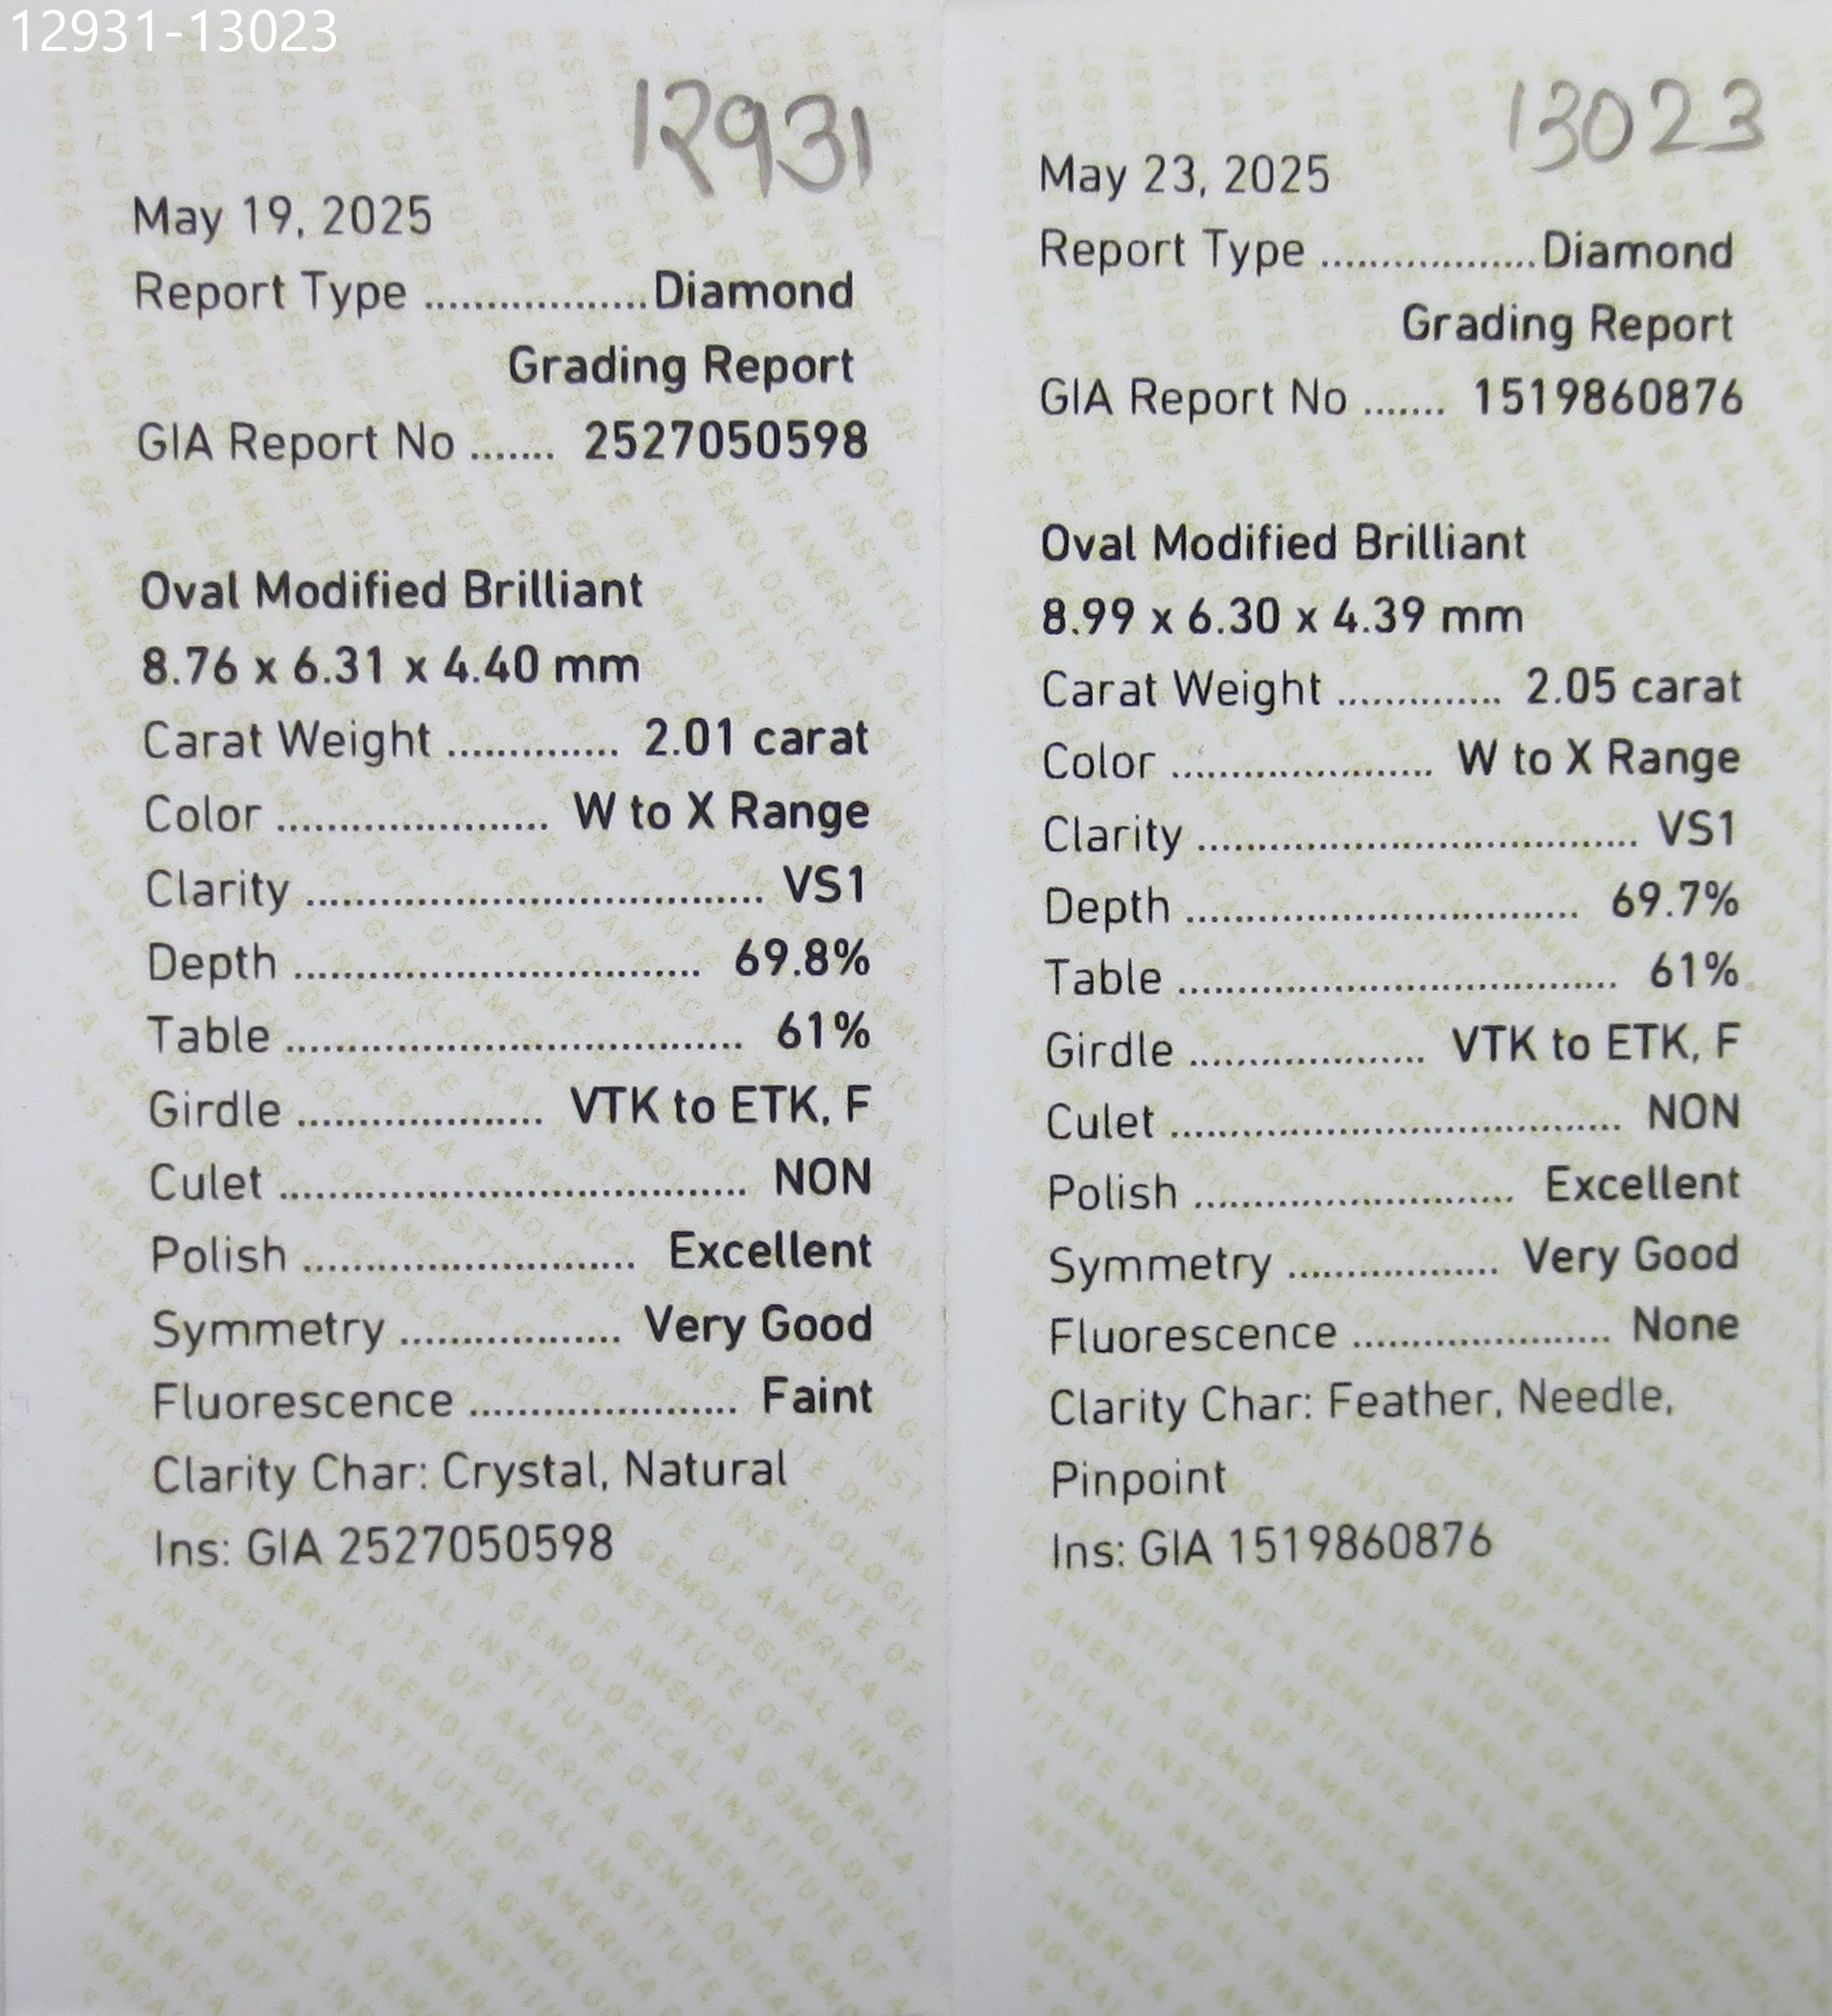 12931-13023
12931
May 19, 2025
Report Type ..................Diamond
Grading Report
GIA Report No ....... 2527050598
Oval Modified Brilliant
8.76 x 6.31 x 4.40 mm
Carat Weight .............. 2.01 carat
Color ...................... W to X Range
Clarity ..................................... VS1
Depth ................................. 69.8%
Table ..................................... 61%
Girdle .................... VTK to ETK, F
Culet ...................................... NON
Polish ........................... Excellent
Symmetry .................. Very Good
Fluorescence ...................... Faint
Clarity Char: Crystal, Natural
Ins: GIA 2527050598
13023
May 23, 2025
Report Type ..................Diamond
Grading Report
GIA Report No ....... 1519860876
Oval Modified Brilliant
8.99 x 6.30 x 4.39 mm
Carat Weight .............. 2.05 carat
Color ...................... W to X Range
Clarity ..................................... VS1
Depth ................................. 69.7%
Table ..................................... 61%
Girdle .................... VTK to ETK, F
Culet ...................................... NON
Polish ........................... Excellent
Symmetry .................. Very Good
Fluorescence ...................... None
Clarity Char: Feather, Needle,
Pinpoint
Ins: GIA 1519860876